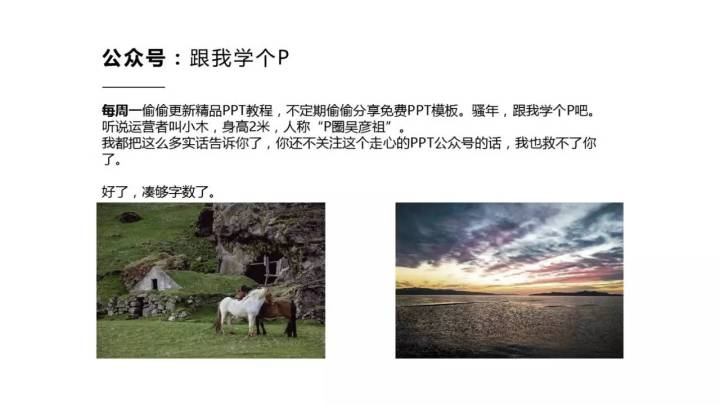 公众号：跟我学个P
每周一偷偷更新精品PPT教程，不定期偷偷分享免费PPT模板。骚年，跟我学个P吧。
听说运营者叫小木，身高2米，人称“P圈吴彦祖”。
我都把这么多实话告诉你了，你还不关注这个走心的PPT公众号的话，我也救不了你
了。
好了，凑够字数了。